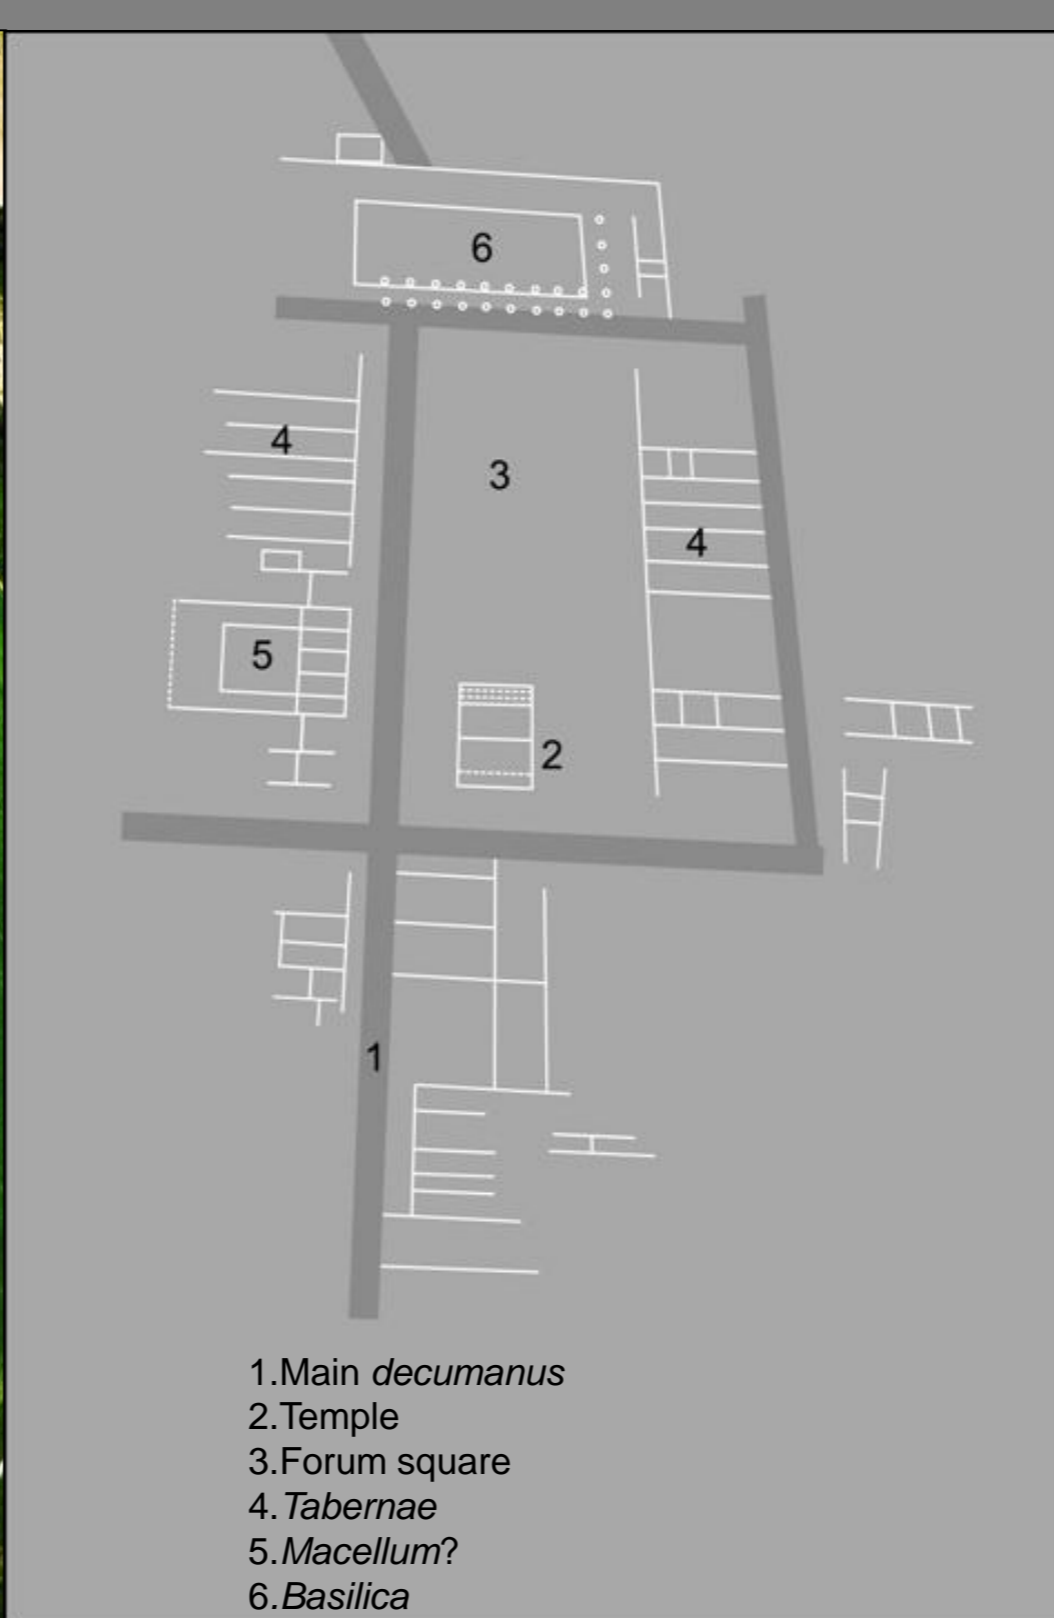 6
4
3
4
5
2
1
1.Main decumanus
2.Temple
3.Forum square
4.Tabernae
5.Macellum?
6.Basilica